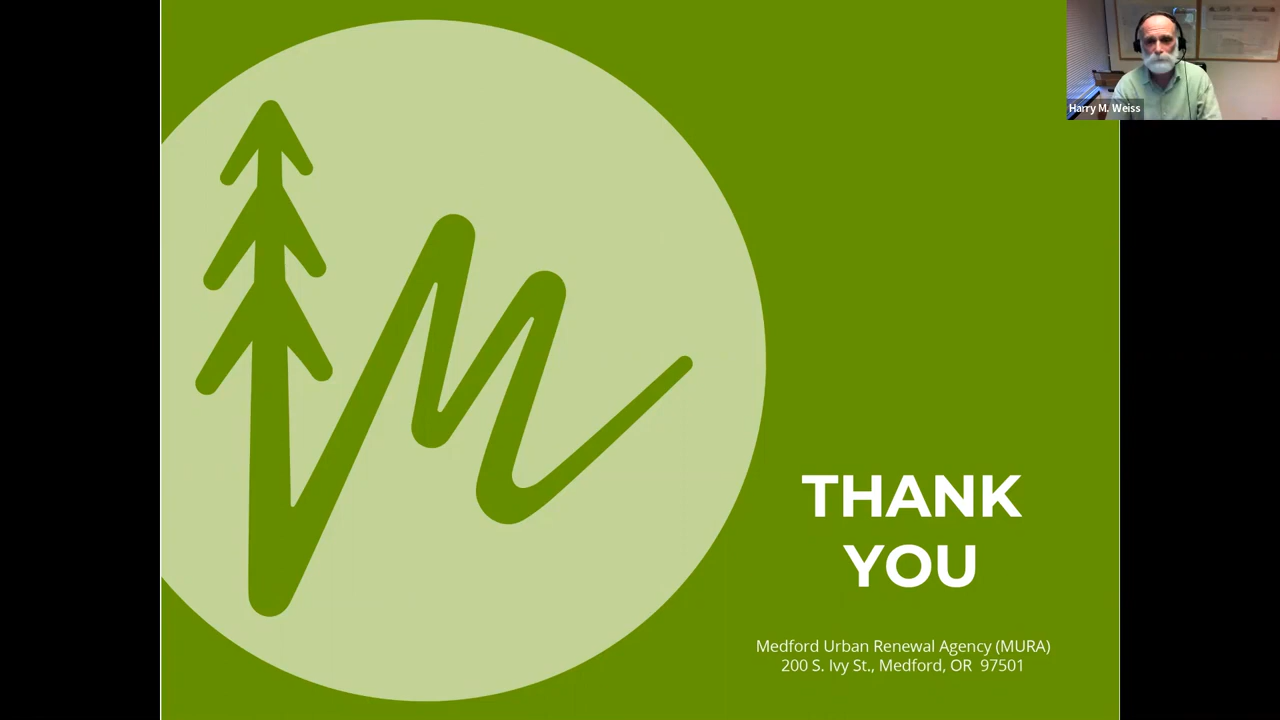 Harry M. Weiss
THANK
YOU
Medford Urban Renewal Agency (MURA)
200 S. Ivy St., Medford, OR 97501